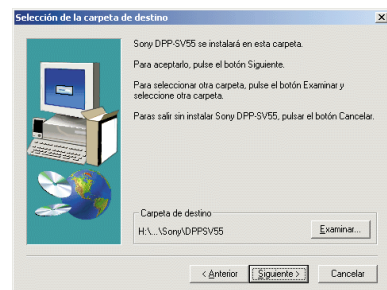 Selección de la carpeta de destino
Sony DPP-SV55 se instalará en esta carpeta.
Para aceptarlo, pulse el botón Siguiente.
Para seleccionar otra carpeta, pulse el botón Examinar y
seleccione otra carpeta.
Paras salir sin instalar Sony DPP-SV55, pulsar el botón Cancelar.
Carpeta de destino
H:\...\Sony\DPPSV55
Examinar...
< Anterior
Siguiente >
Cancelar